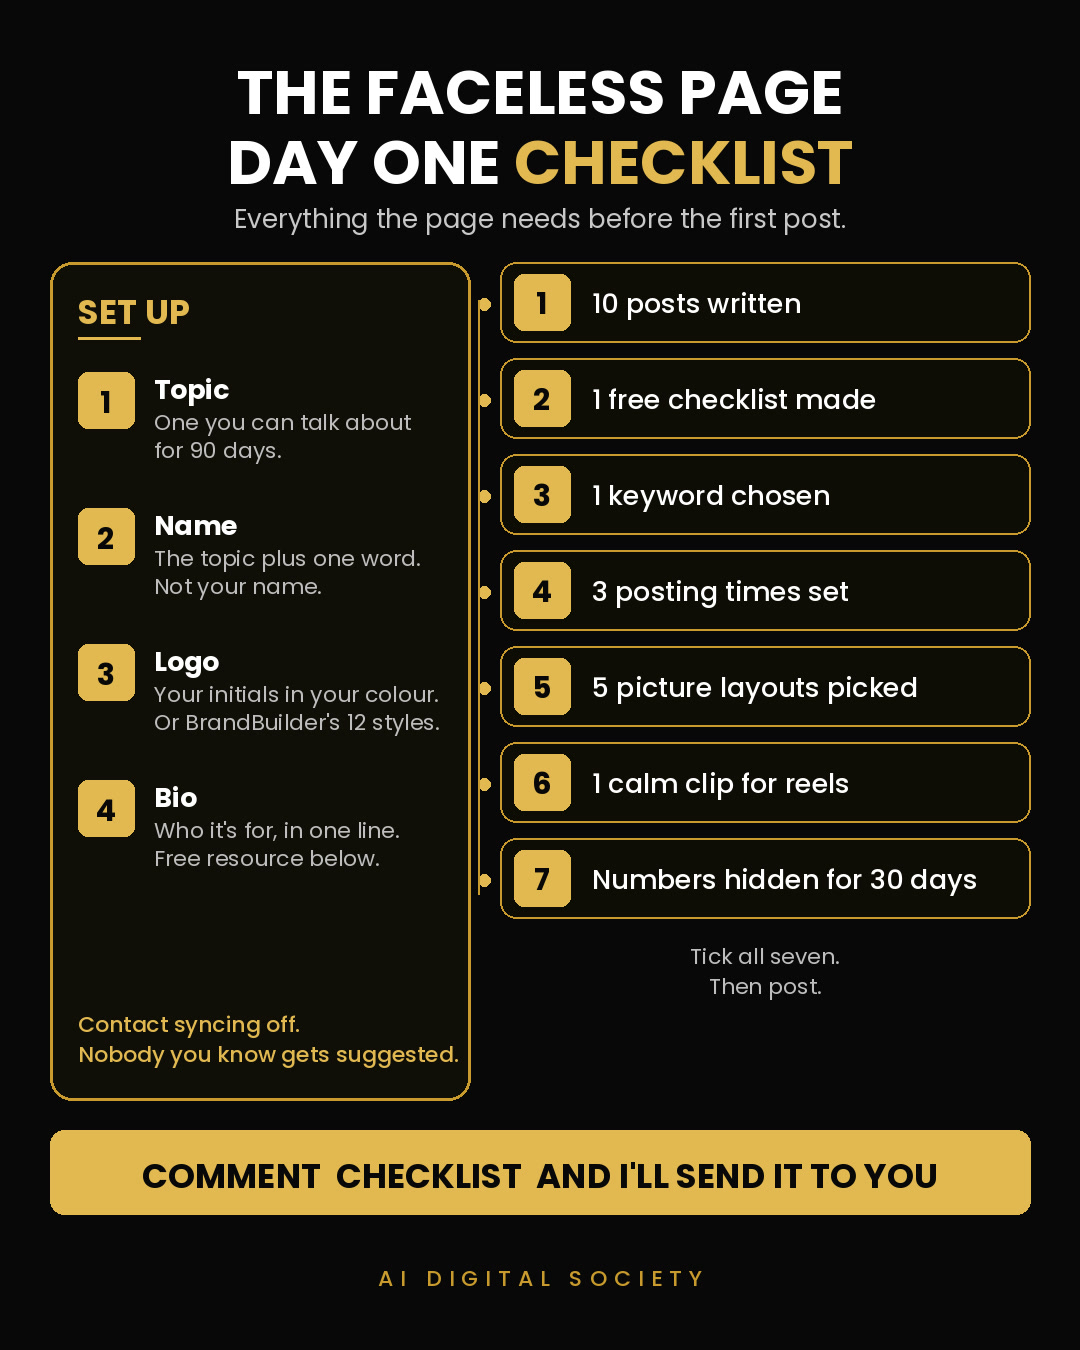 THE FACELESS PAGE
DAY ONE CHECKLIST
Everything the page needs before the first post.
SET UP
1
Topic
One you can talk about
for 90 days.
2
Name
The topic plus one word.
Not your name.
3
Logo
Your initials in your colour.
Or BrandBuilder's 12 styles.
4
Bio
Who it's for, in one line.
Free resource below.
Contact syncing off.
Nobody you know gets suggested.
1 10 posts written
2 1 free checklist made
3 1 keyword chosen
4 3 posting times set
5 5 picture layouts picked
6 1 calm clip for reels
7 Numbers hidden for 30 days
Tick all seven.
Then post.
COMMENT CHECKLIST AND I'LL SEND IT TO YOU
AI DIGITAL SOCIETY